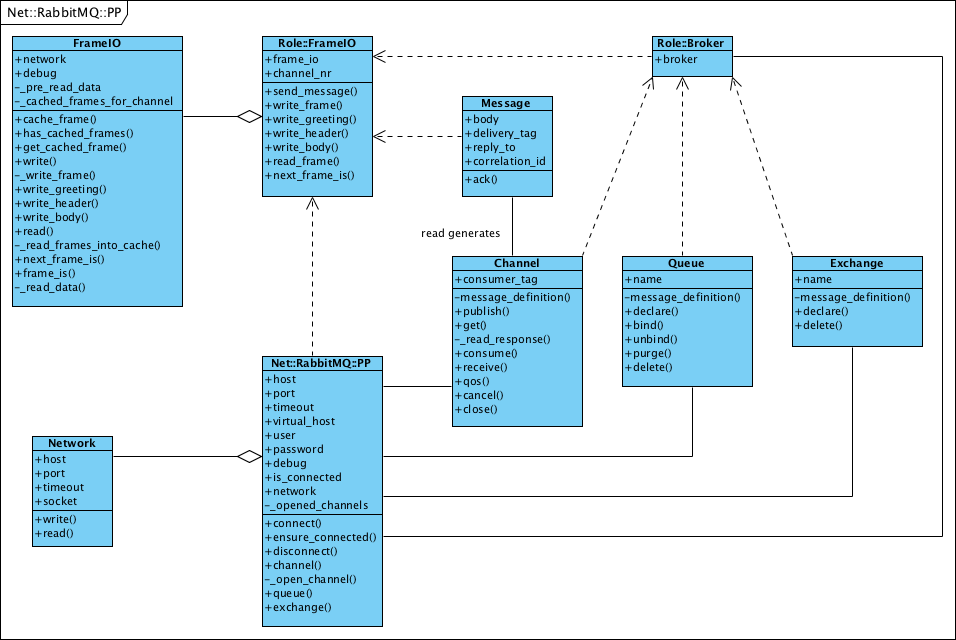 Net::RabbitMQ::PP
FrameIO
+network
+debug
-_pre_read_data
-_cached_frames_for_channel
+cache_frame()
+has_cached_frames()
+get_cached_frame()
+write()
-_write_frame()
+write_greeting()
+write_header()
+write_body()
+read()
-_read_frames_into_cache()
+next_frame_is()
+frame_is()
-_read_data()
Role::FrameIO
+frame_io
+channel_nr
+send_message()
+write_frame()
+write_greeting()
+write_header()
+write_body()
+read_frame()
+next_frame_is()
Role::Broker
+broker
Message
+body
+delivery_tag
+reply_to
+correlation_id
+ack()
read generates
Channel
+consumer_tag
-message_definition()
+publish()
+get()
-_read_response()
+consume()
+receive()
+qos()
+cancel()
+close()
Queue
+name
-message_definition()
+declare()
+bind()
+unbind()
+purge()
+delete()
Exchange
+name
-message_definition()
+declare()
+delete()
Net::RabbitMQ::PP
+host
+port
+timeout
+virtual_host
+user
+password
+debug
+is_connected
+network
-_opened_channels
+connect()
+ensure_connected()
+disconnect()
+channel()
-_open_channel()
+queue()
+exchange()
Network
+host
+port
+timeout
+socket
+write()
+read()